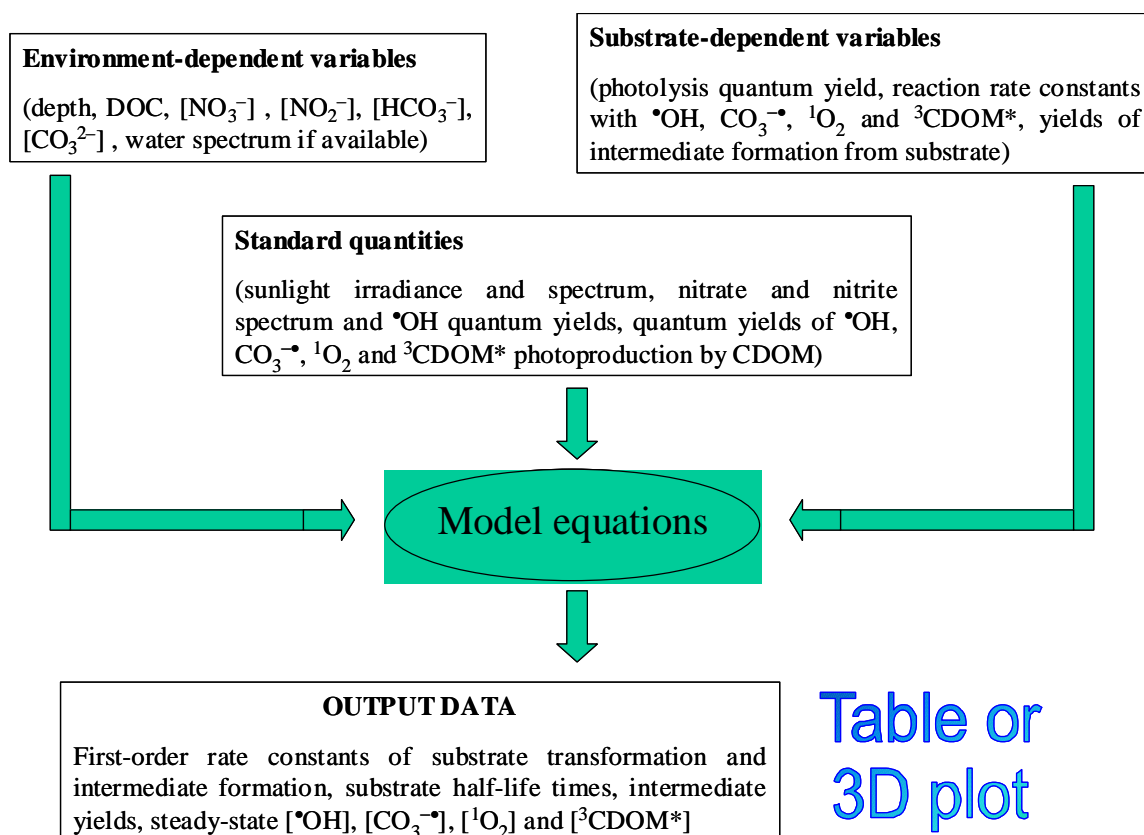 Environment-dependent variables
(depth, DOC, [NO₃⁻] , [NO₂⁻], [HCO₃⁻],
[CO₃²⁻] , water spectrum if available)
Substrate-dependent variables
(photolysis quantum yield, reaction rate constants
with •OH, CO₃⁻•, ¹O₂ and ³CDOM*, yields of
intermediate formation from substrate)
Standard quantities
(sunlight irradiance and spectrum, nitrate and nitrite
spectrum and •OH quantum yields, quantum yields of •OH,
CO₃⁻•, ¹O₂ and ³CDOM* photoproduction by CDOM)
Model equations
OUTPUT DATA
First-order rate constants of substrate transformation and
intermediate formation, substrate half-life times, intermediate
yields, steady-state [•OH], [CO₃⁻•], [¹O₂] and [³CDOM*]
Table or
3D plot